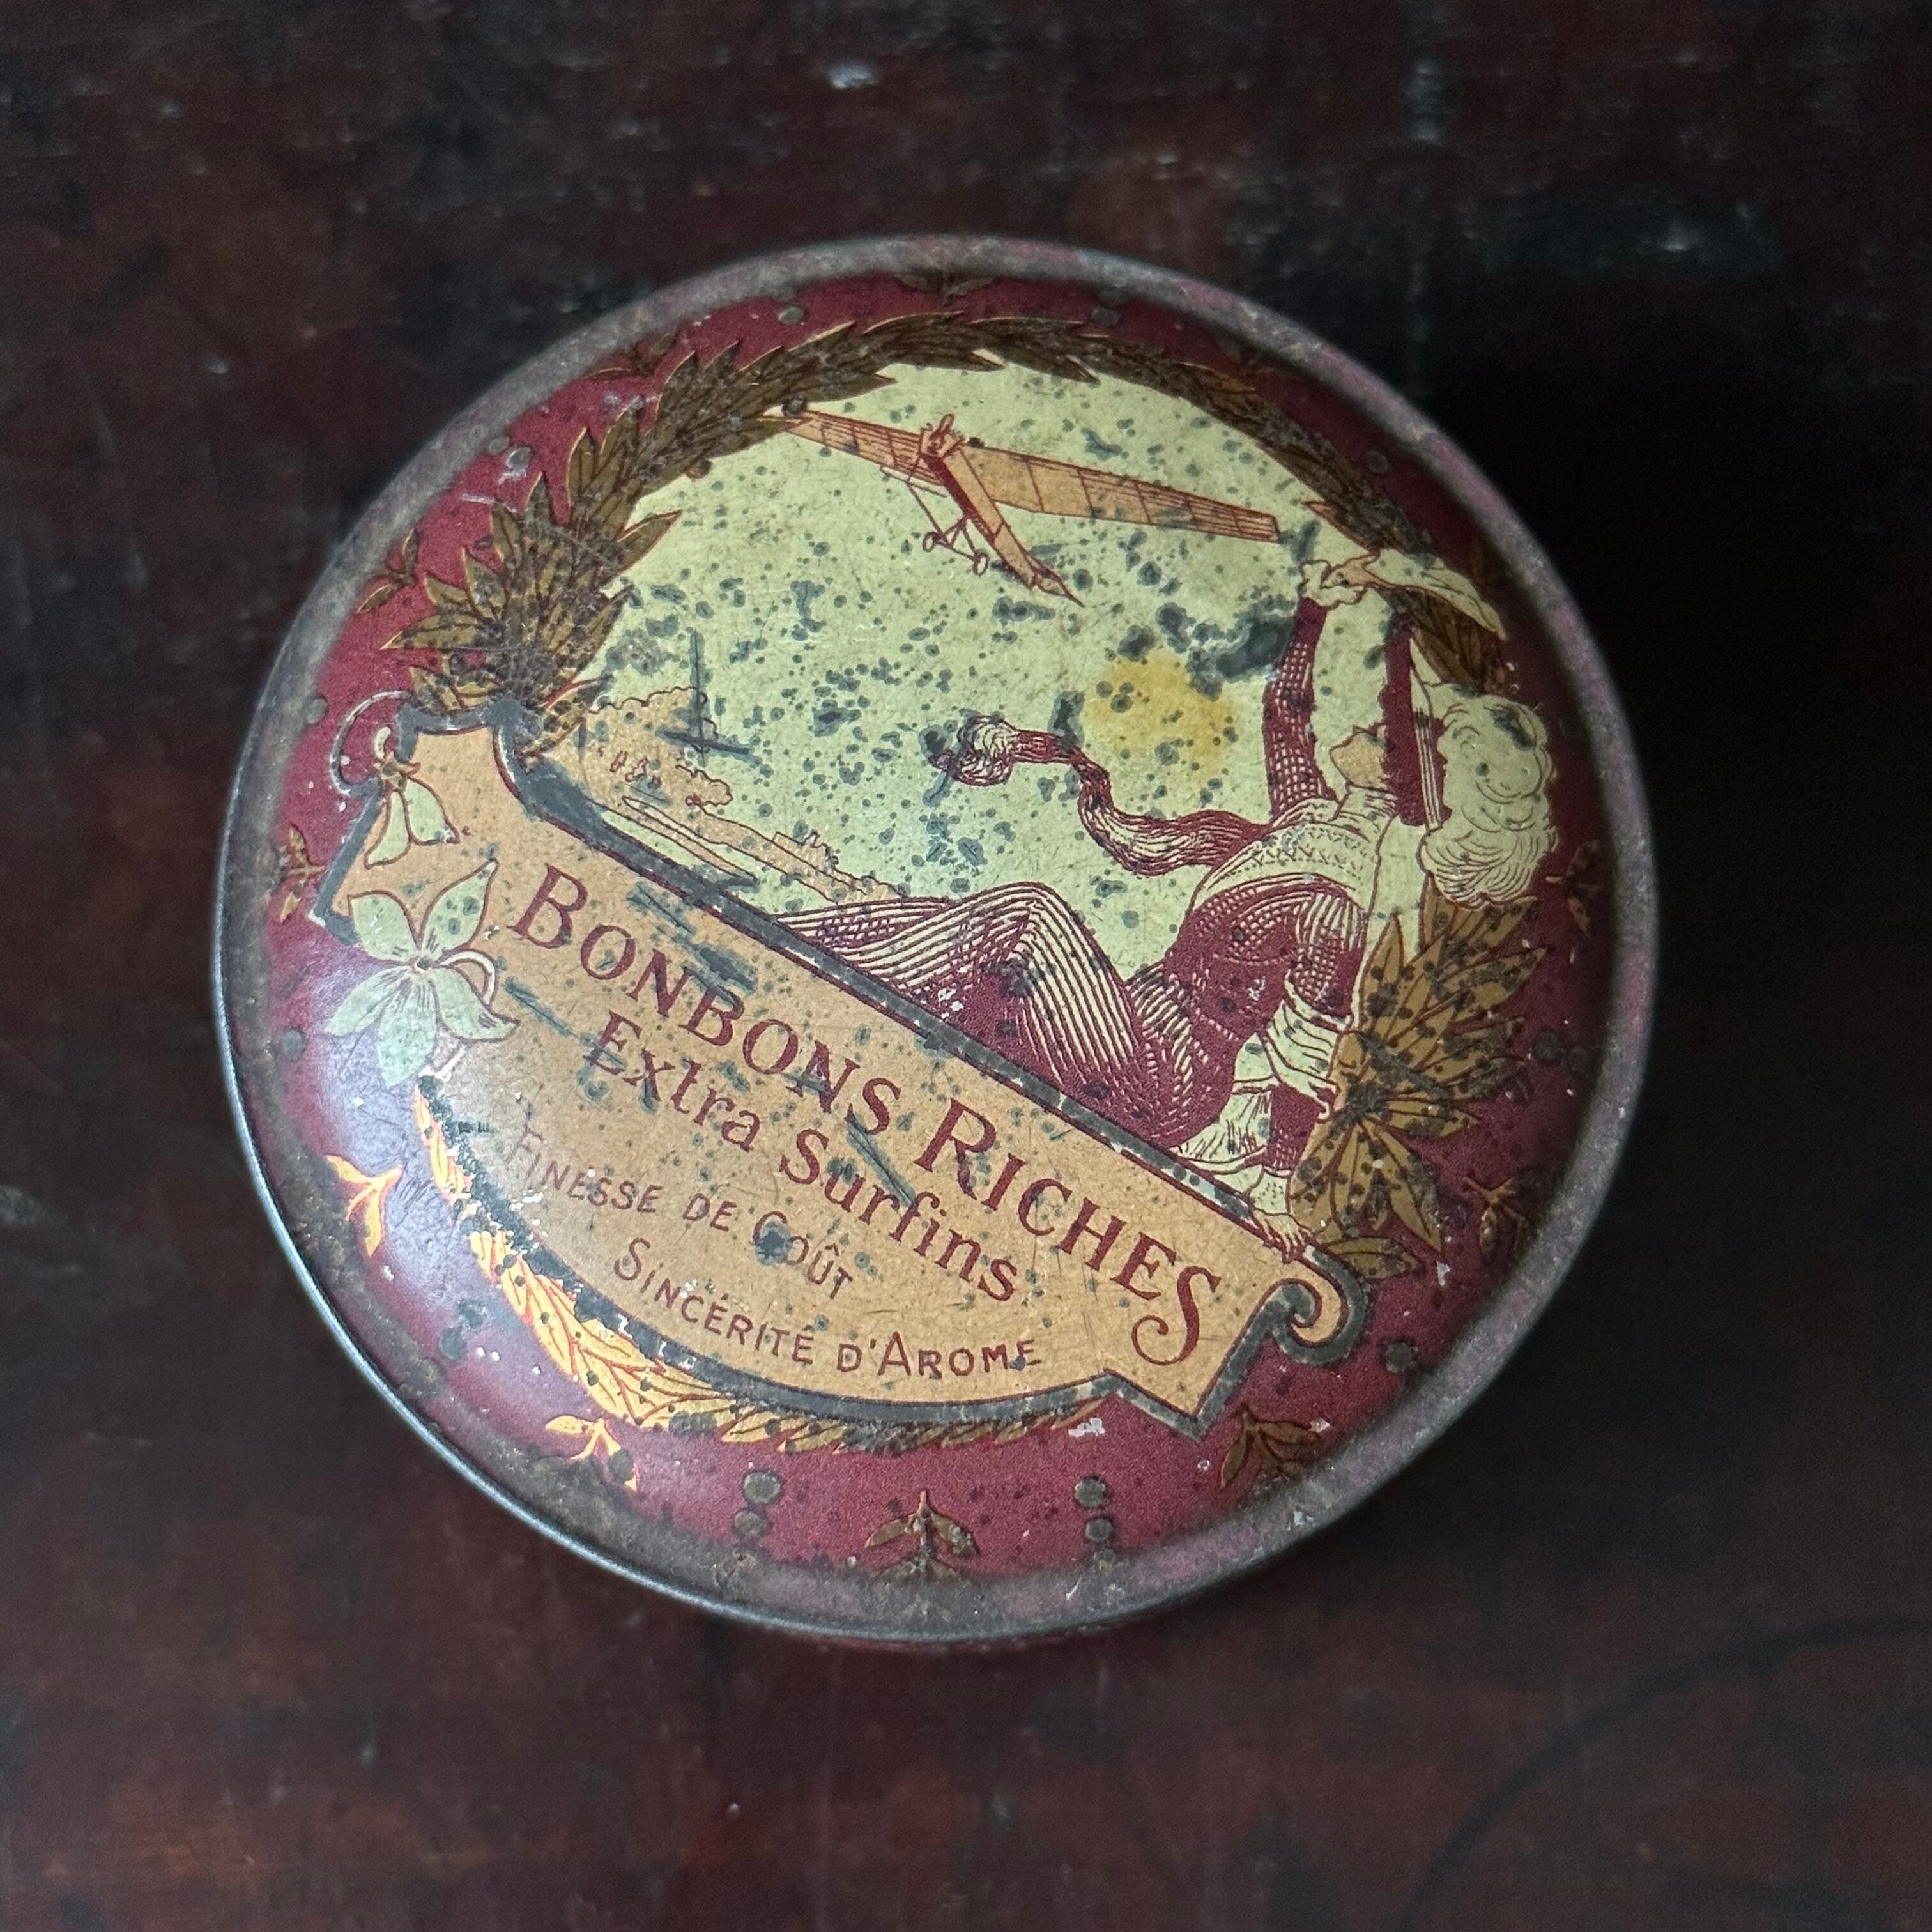 BONBONS RICHES
Extra Surfins
FINESSE DE GOÛT
SINCÉRITÉ D'AROME